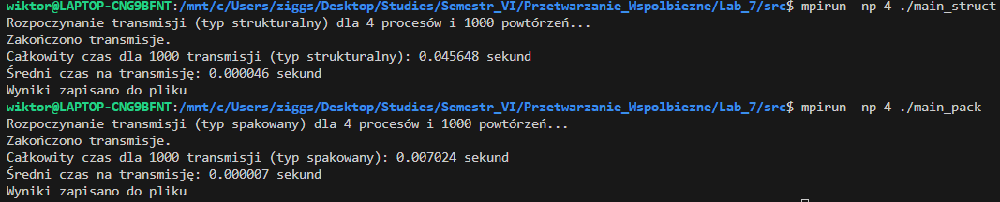 wiktor@LAPTOP-CNG9BFNT:/mnt/c/Users/ziggs/Desktop/Studies/Semestr_VI/Przetwarzanie_Wspolbiezne/Lab_7/src$ mpirun -np 4 ./main_struct
Rozpoczynanie transmisji (typ strukturalny) dla 4 procesów i 1000 powtórzeń...
Zakończono transmisje.
Całkowity czas dla 1000 transmisji (typ strukturalny): 0.045648 sekund
Średni czas na transmisję: 0.000046 sekund
Wyniki zapisano do pliku
wiktor@LAPTOP-CNG9BFNT:/mnt/c/Users/ziggs/Desktop/Studies/Semestr_VI/Przetwarzanie_Wspolbiezne/Lab_7/src$ mpirun -np 4 ./main_pack
Rozpoczynanie transmisji (typ spakowany) dla 4 procesów i 1000 powtórzeń...
Zakończono transmisje.
Całkowity czas dla 1000 transmisji (typ spakowany): 0.007024 sekund
Średni czas na transmisję: 0.000007 sekund
Wyniki zapisano do pliku